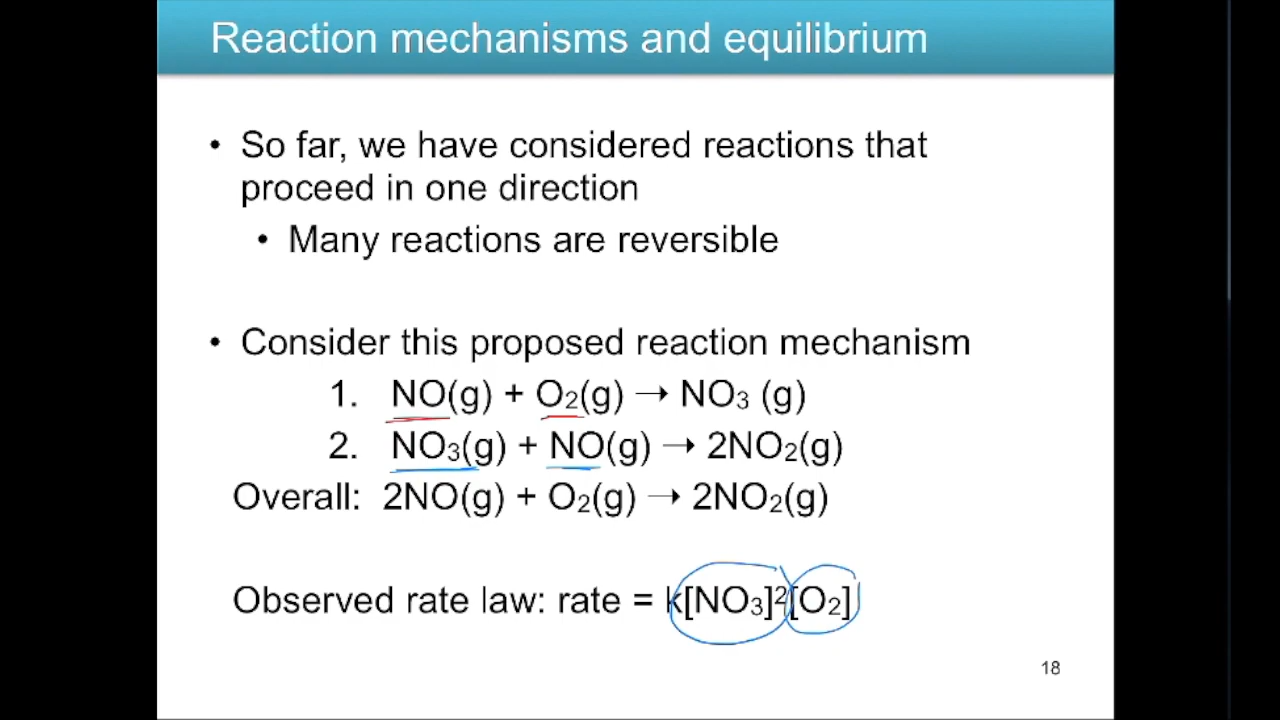 Reaction mechanisms and equilibrium
• So far, we have considered reactions that
proceed in one direction
• Many reactions are reversible
• Consider this proposed reaction mechanism
1. NO(g) + O₂(g) → NO₃ (g)
2. NO₃(g) + NO(g) → 2NO₂(g)
Overall: 2NO(g) + O₂(g) → 2NO₂(g)
Observed rate law: rate = k[NO₃]²[O₂]
18